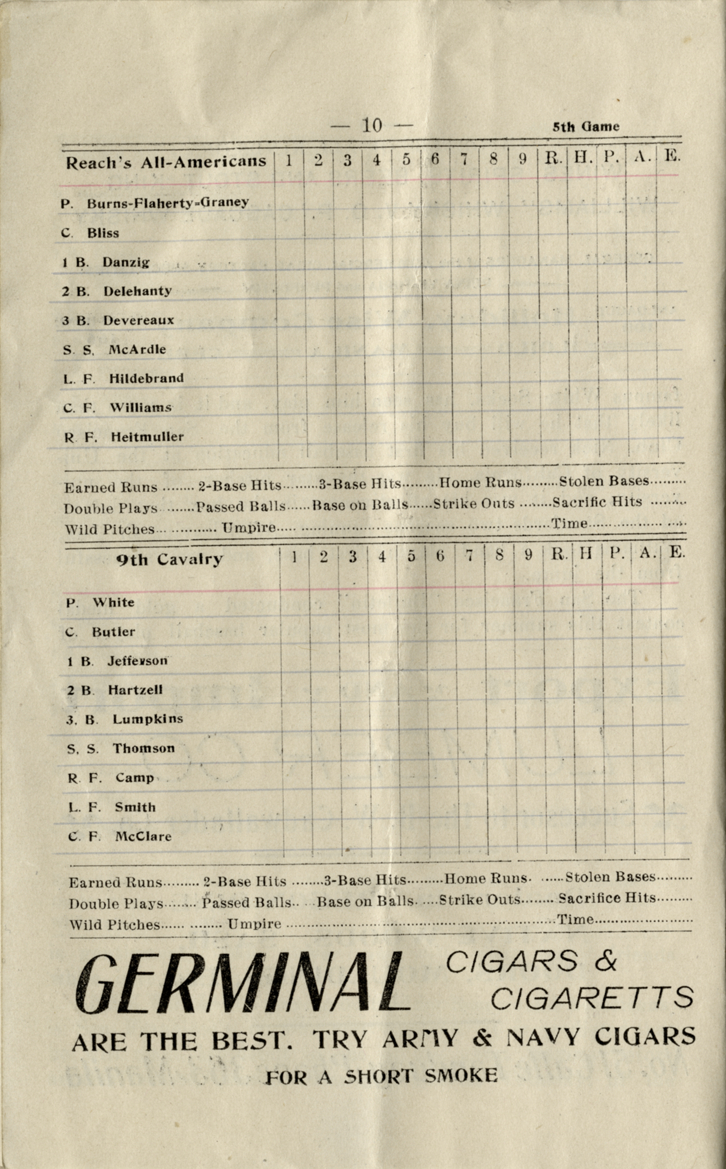 — 10 — 5th Game
Reach's All-Americans 1 2 3 4 5 6 7 8 9 R. H. P. A. E.
P. Burns-Flaherty-Graney
C. Bliss
1 B. Danzig
2 B. Delehanty
3 B. Devereaux
S. S. McArdle
L. F. Hildebrand
C. F. Williams
R F. Heitmuller
Earned Runs ........ 2-Base Hits ........ 3-Base Hits ......... Home Runs ......... Stolen Bases .........
Double Plays ....... Passed Balls ...... Base on Balls ...... Strike Outs ........ Sacrific Hits ........
Wild Pitches ............... Umpire .................................................. Time ........................
9th Cavalry 1 2 3 4 5 6 7 8 9 R. H P. A. E.
P. White
C. Butler
1 B. Jefferson
2 B. Hartzell
3. B. Lumpkins
S. S. Thomson
R. F. Camp
L. F. Smith
C. F. McClare
Earned Runs ......... 2-Base Hits ........ 3-Base Hits ......... Home Runs. ...... Stolen Bases .........
Double Plays ........ Passed Balls .. Base on Balls. .... Strike Outs ........ Sacrifice Hits .........
Wild Pitches ...... ........ Umpire .................................................. Time ........................
GERMINAL CIGARS &
CIGARETTS
ARE THE BEST. TRY ARMY & NAVY CIGARS
FOR A SHORT SMOKE